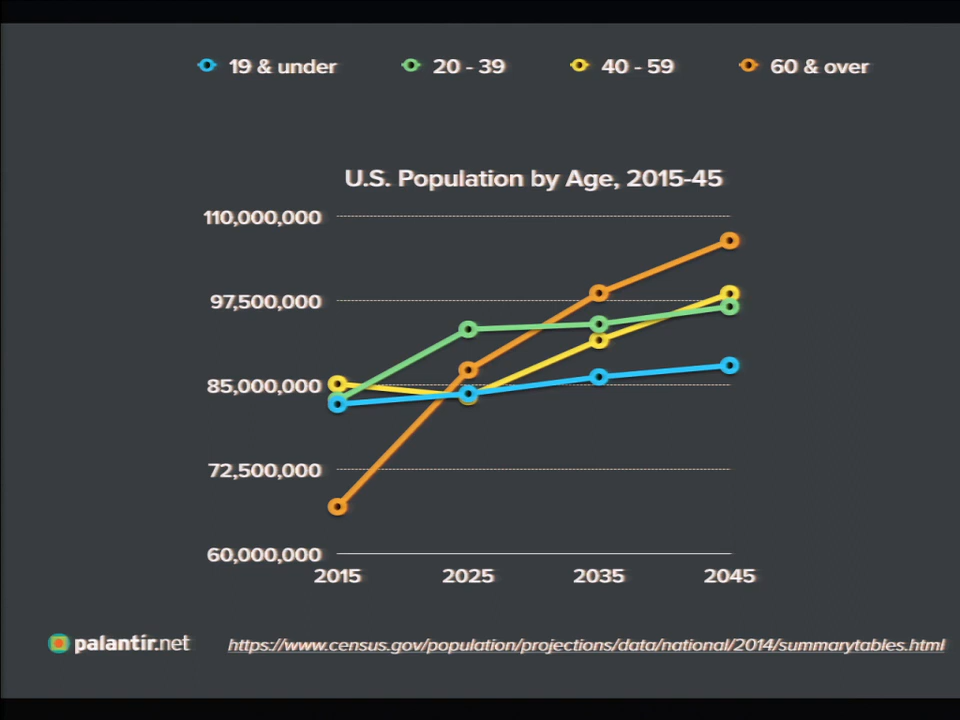 19 & under 20 - 39 40 - 59 60 & over
U.S. Population by Age, 2015-45
110,000,000
97,500,000
85,000,000
72,500,000
60,000,000
2015 2025 2035 2045
palantir.net https://www.census.gov/population/projections/data/national/2014/summarytables.html